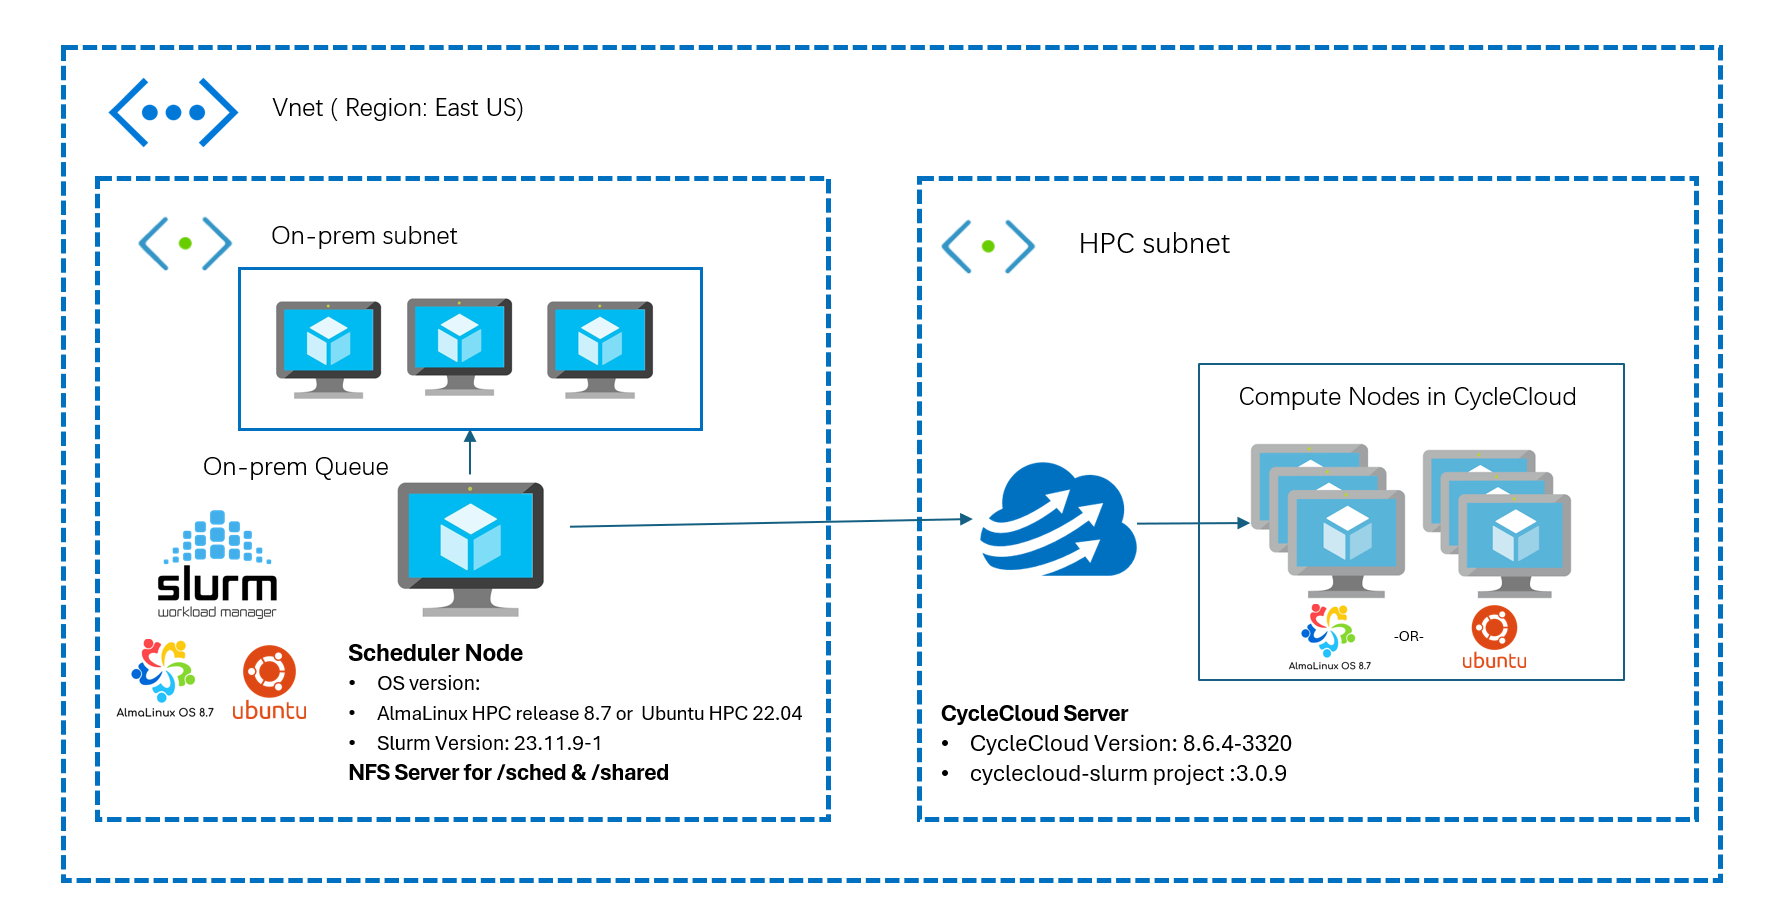 Vnet ( Region: East US)
On-prem subnet
On-prem Queue
slurm
workload manager
AlmaLinux OS 8.7
ubuntu
Scheduler Node
• OS version:
• AlmaLinux HPC release 8.7 or Ubuntu HPC 22.04
• Slurm Version: 23.11.9-1
NFS Server for /sched & /shared
HPC subnet
Compute Nodes in CycleCloud
AlmaLinux OS 8.7
-OR-
ubuntu
CycleCloud Server
• CycleCloud Version: 8.6.4-3320
• cyclecloud-slurm project :3.0.9